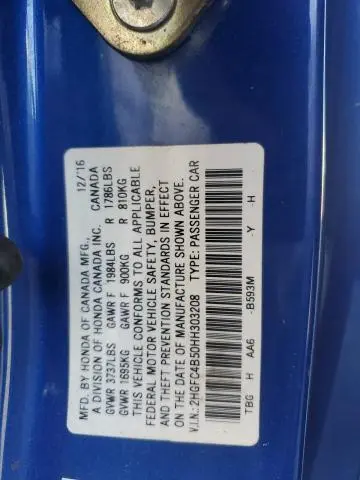 MFD. BY HONDA OF CANADA MFG., 12/'16
A DIVISION OF HONDA CANADA INC. CANADA
GVWR 3737LBS GAWR F 1984LBS R 1786LBS
GVWR 1695KG GAWR F 900KG R 810KG
THIS VEHICLE CONFORMS TO ALL APPLICABLE
FEDERAL MOTOR VEHICLE SAFETY, BUMPER,
AND THEFT PREVENTION STANDARDS IN EFFECT
ON THE DATE OF MANUFACTURE SHOWN ABOVE.
V.I.N.: 2HGFC4B50HH303208 TYPE: PASSENGER CAR
TBG H AA6 -B593M -Y -H